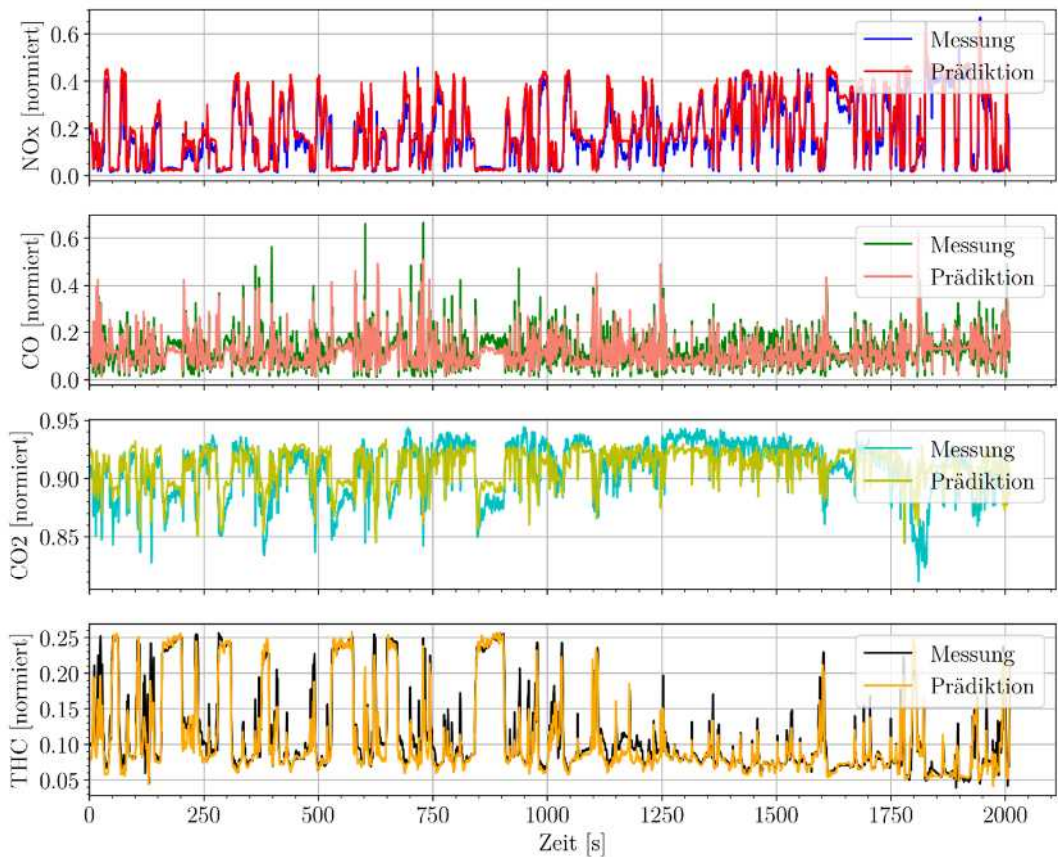 0.6
0.4
0.2
0.0
NOx [normiert]
Messung
Prädiktion
0.6
0.4
0.2
0.0
CO [normiert]
Messung
Prädiktion
0.95
0.90
0.85
CO2 [normiert]
Messung
Prädiktion
0.25
0.20
0.15
0.10
0.05
THC [normiert]
Messung
Prädiktion
0 250 500 750 1000 1250 1500 1750 2000
Zeit [s]